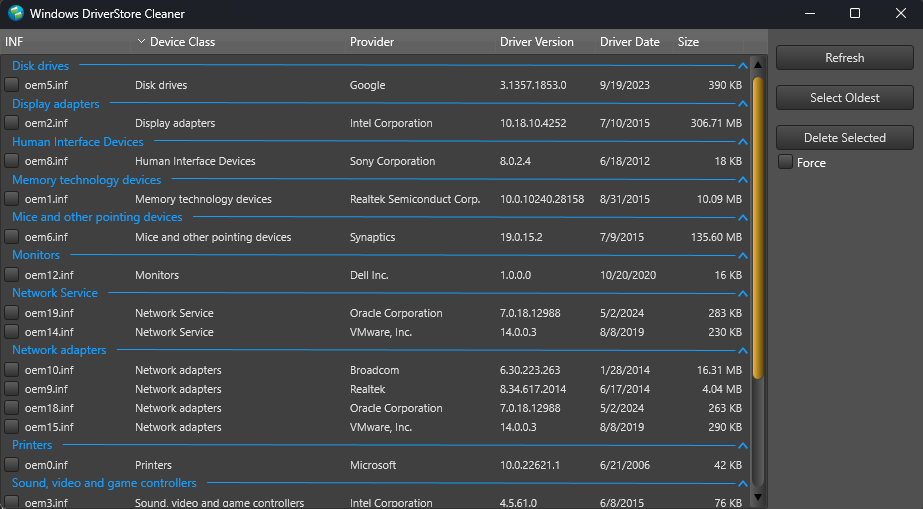 Windows DriverStore Cleaner
INF Device Class Provider Driver Version Driver Date Size
Disk drives
oem5.inf Disk drives Google 3.1357.1853.0 9/19/2023 390 KB
Display adapters
oem2.inf Display adapters Intel Corporation 10.18.10.4252 7/10/2015 306.71 MB
Human Interface Devices
oem8.inf Human Interface Devices Sony Corporation 8.0.2.4 6/18/2012 18 KB
Memory technology devices
oem1.inf Memory technology devices Realtek Semiconduct Corp. 10.0.10240.28158 8/31/2015 10.09 MB
Mice and other pointing devices
oem6.inf Mice and other pointing devices Synaptics 19.0.15.2 7/9/2015 135.60 MB
Monitors
oem12.inf Monitors Dell Inc. 1.0.0.0 10/20/2020 16 KB
Network Service
oem19.inf Network Service Oracle Corporation 7.0.18.12988 5/2/2024 283 KB
oem14.inf Network Service VMware, Inc. 14.0.0.3 8/8/2019 230 KB
Network adapters
oem10.inf Network adapters Broadcom 6.30.223.263 1/28/2014 16.31 MB
oem9.inf Network adapters Realtek 8.34.617.2014 6/17/2014 4.04 MB
oem18.inf Network adapters Oracle Corporation 7.0.18.12988 5/2/2024 263 KB
oem15.inf Network adapters VMware, Inc. 14.0.0.3 8/8/2019 290 KB
Printers
oem0.inf Printers Microsoft 10.0.22621.1 6/21/2006 42 KB
Sound, video and game controllers
oem3.inf Sound, video and game controllers Intel Corporation 4.5.61.0 6/8/2015 76 KB
Refresh
Select Oldest
Delete Selected
Force